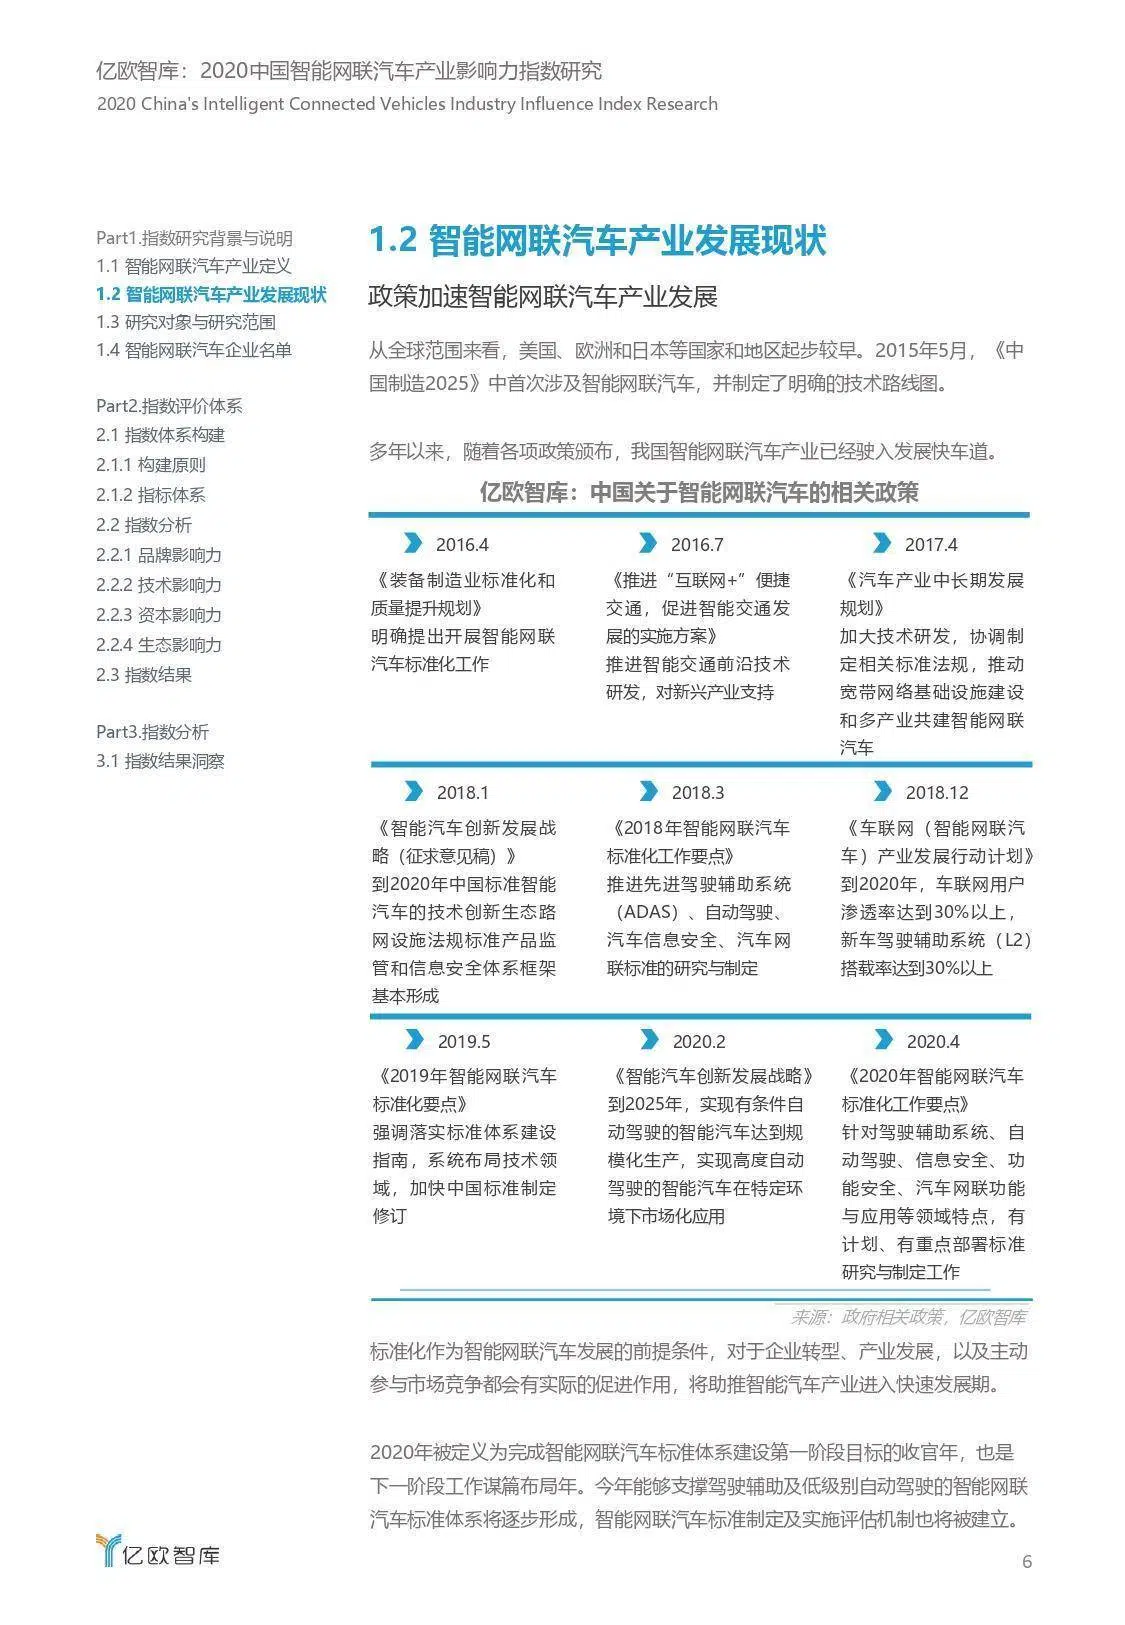 亿欧智库：2020中国智能网联汽车产业影响力指数研究
2020 China's Intelligent Connected Vehicles Industry Influence Index Research
Part1.指数研究背景与说明
1.1 智能网联汽车产业定义
1.2 智能网联汽车产业发展现状
1.3 研究对象与研究范围
1.4 智能网联汽车企业名单
Part2.指数评价体系
2.1 指数体系构建
2.1.1 构建原则
2.1.2 指标体系
2.2 指数分析
2.2.1 品牌影响力
2.2.2 技术影响力
2.2.3 资本影响力
2.2.4 生态影响力
2.3 指数结果
Part3.指数分析
3.1 指数结果洞察
1.2 智能网联汽车产业发展现状
政策加速智能网联汽车产业发展
从全球范围来看，美国、欧洲和日本等国家和地区起步较早。2015年5月，《中
国制造2025》中首次涉及智能网联汽车，并制定了明确的技术路线图。
多年以来，随着各项政策颁布，我国智能网联汽车产业已经驶入发展快车道。
亿欧智库：中国关于智能网联汽车的相关政策
2016.4
《装备制造业标准化和
质量提升规划》
明确提出开展智能网联
汽车标准化工作
2016.7
《推进“互联网+”便捷
交通，促进智能交通发
展的实施方案》
推进智能交通前沿技术
研发，对新兴产业支持
2017.4
《汽车产业中长期发展
规划》
加大技术研发，协调制
定相关标准法规，推动
宽带网络基础设施建设
和多产业共建智能网联
汽车
2018.1
《智能汽车创新发展战
略（征求意见稿）》
到2020年中国标准智能
汽车的技术创新生态路
网设施法规标准产品监
管和信息安全体系框架
基本形成
2018.3
《2018年智能网联汽车
标准化工作要点》
推进先进驾驶辅助系统
（ADAS）、自动驾驶、
汽车信息安全、汽车网
联标准的研究与制定
2018.12
《车联网（智能网联汽
车）产业发展行动计划》
到2020年，车联网用户
渗透率达到30%以上，
新车驾驶辅助系统（L2）
搭载率达到30%以上
2019.5
《2019年智能网联汽车
标准化要点》
强调落实标准体系建设
指南，系统布局技术领
域，加快中国标准制定
修订
2020.2
《智能汽车创新发展战略》
到2025年，实现有条件自
动驾驶的智能汽车达到规
模化生产，实现高度自动
驾驶的智能汽车在特定环
境下市场化应用
2020.4
《2020年智能网联汽车
标准化工作要点》
针对驾驶辅助系统、自
动驾驶、信息安全、功
能安全、汽车网联功能
与应用等领域特点，有
计划、有重点部署标准
研究与制定工作
来源：政府相关政策，亿欧智库
标准化作为智能网联汽车发展的前提条件，对于企业转型、产业发展，以及主动
参与市场竞争都会有实际的促进作用，将助推智能汽车产业进入快速发展期。
2020年被定义为完成智能网联汽车标准体系建设第一阶段目标的收官年，也是
下一阶段工作谋篇布局年。今年能够支撑驾驶辅助及低级别自动驾驶的智能网联
汽车标准体系将逐步形成，智能网联汽车标准制定及实施评估机制也将被建立。
亿欧智库
6